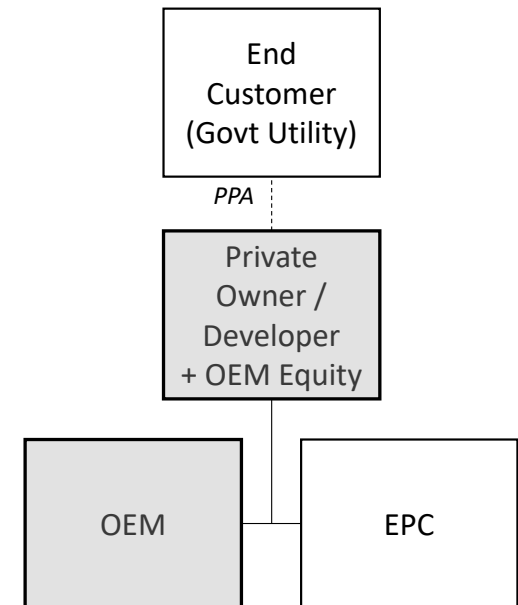 End
Customer
(Govt Utility)
PPA
Private
Owner /
Developer
+ OEM Equity
OEM
EPC